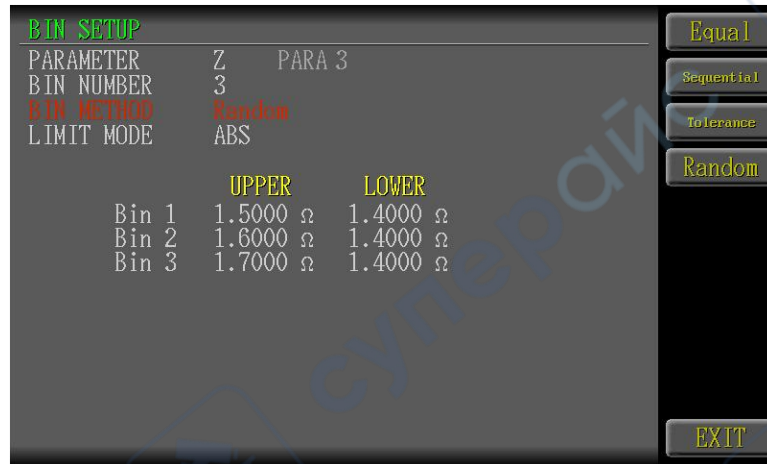 BIN SETUP
PARAMETER Z PARA 3
BIN NUMBER 3
BIN METHOD Random
LIMIT MODE ABS
UPPER LOWER
Bin 1 1.5000 Ω 1.4000 Ω
Bin 2 1.6000 Ω 1.4000 Ω
Bin 3 1.7000 Ω 1.4000 Ω
Equal
Sequential
Tolerance
Random
EXIT
суперайс